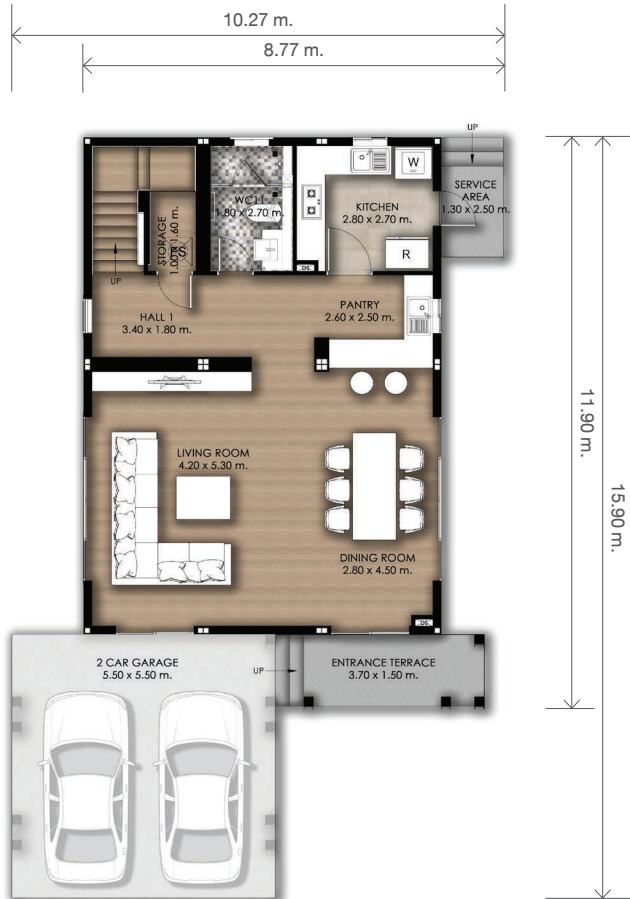 10.27 m.
8.77 m.
UP
SERVICE
AREA
1.30 x 2.50 m.
W
KITCHEN
2.80 x 2.70 m.
R
WC1
1.80 x 2.70 m.
STORAGE
1.00 x 1.60 m.
S
UP
HALL 1
3.40 x 1.80 m.
PANTRY
2.60 x 2.50 m.
LIVING ROOM
4.20 x 5.30 m.
DINING ROOM
2.80 x 4.50 m.
11.90 m.
15.90 m.
2 CAR GARAGE
5.50 x 5.50 m.
UP
ENTRANCE TERRACE
3.70 x 1.50 m.